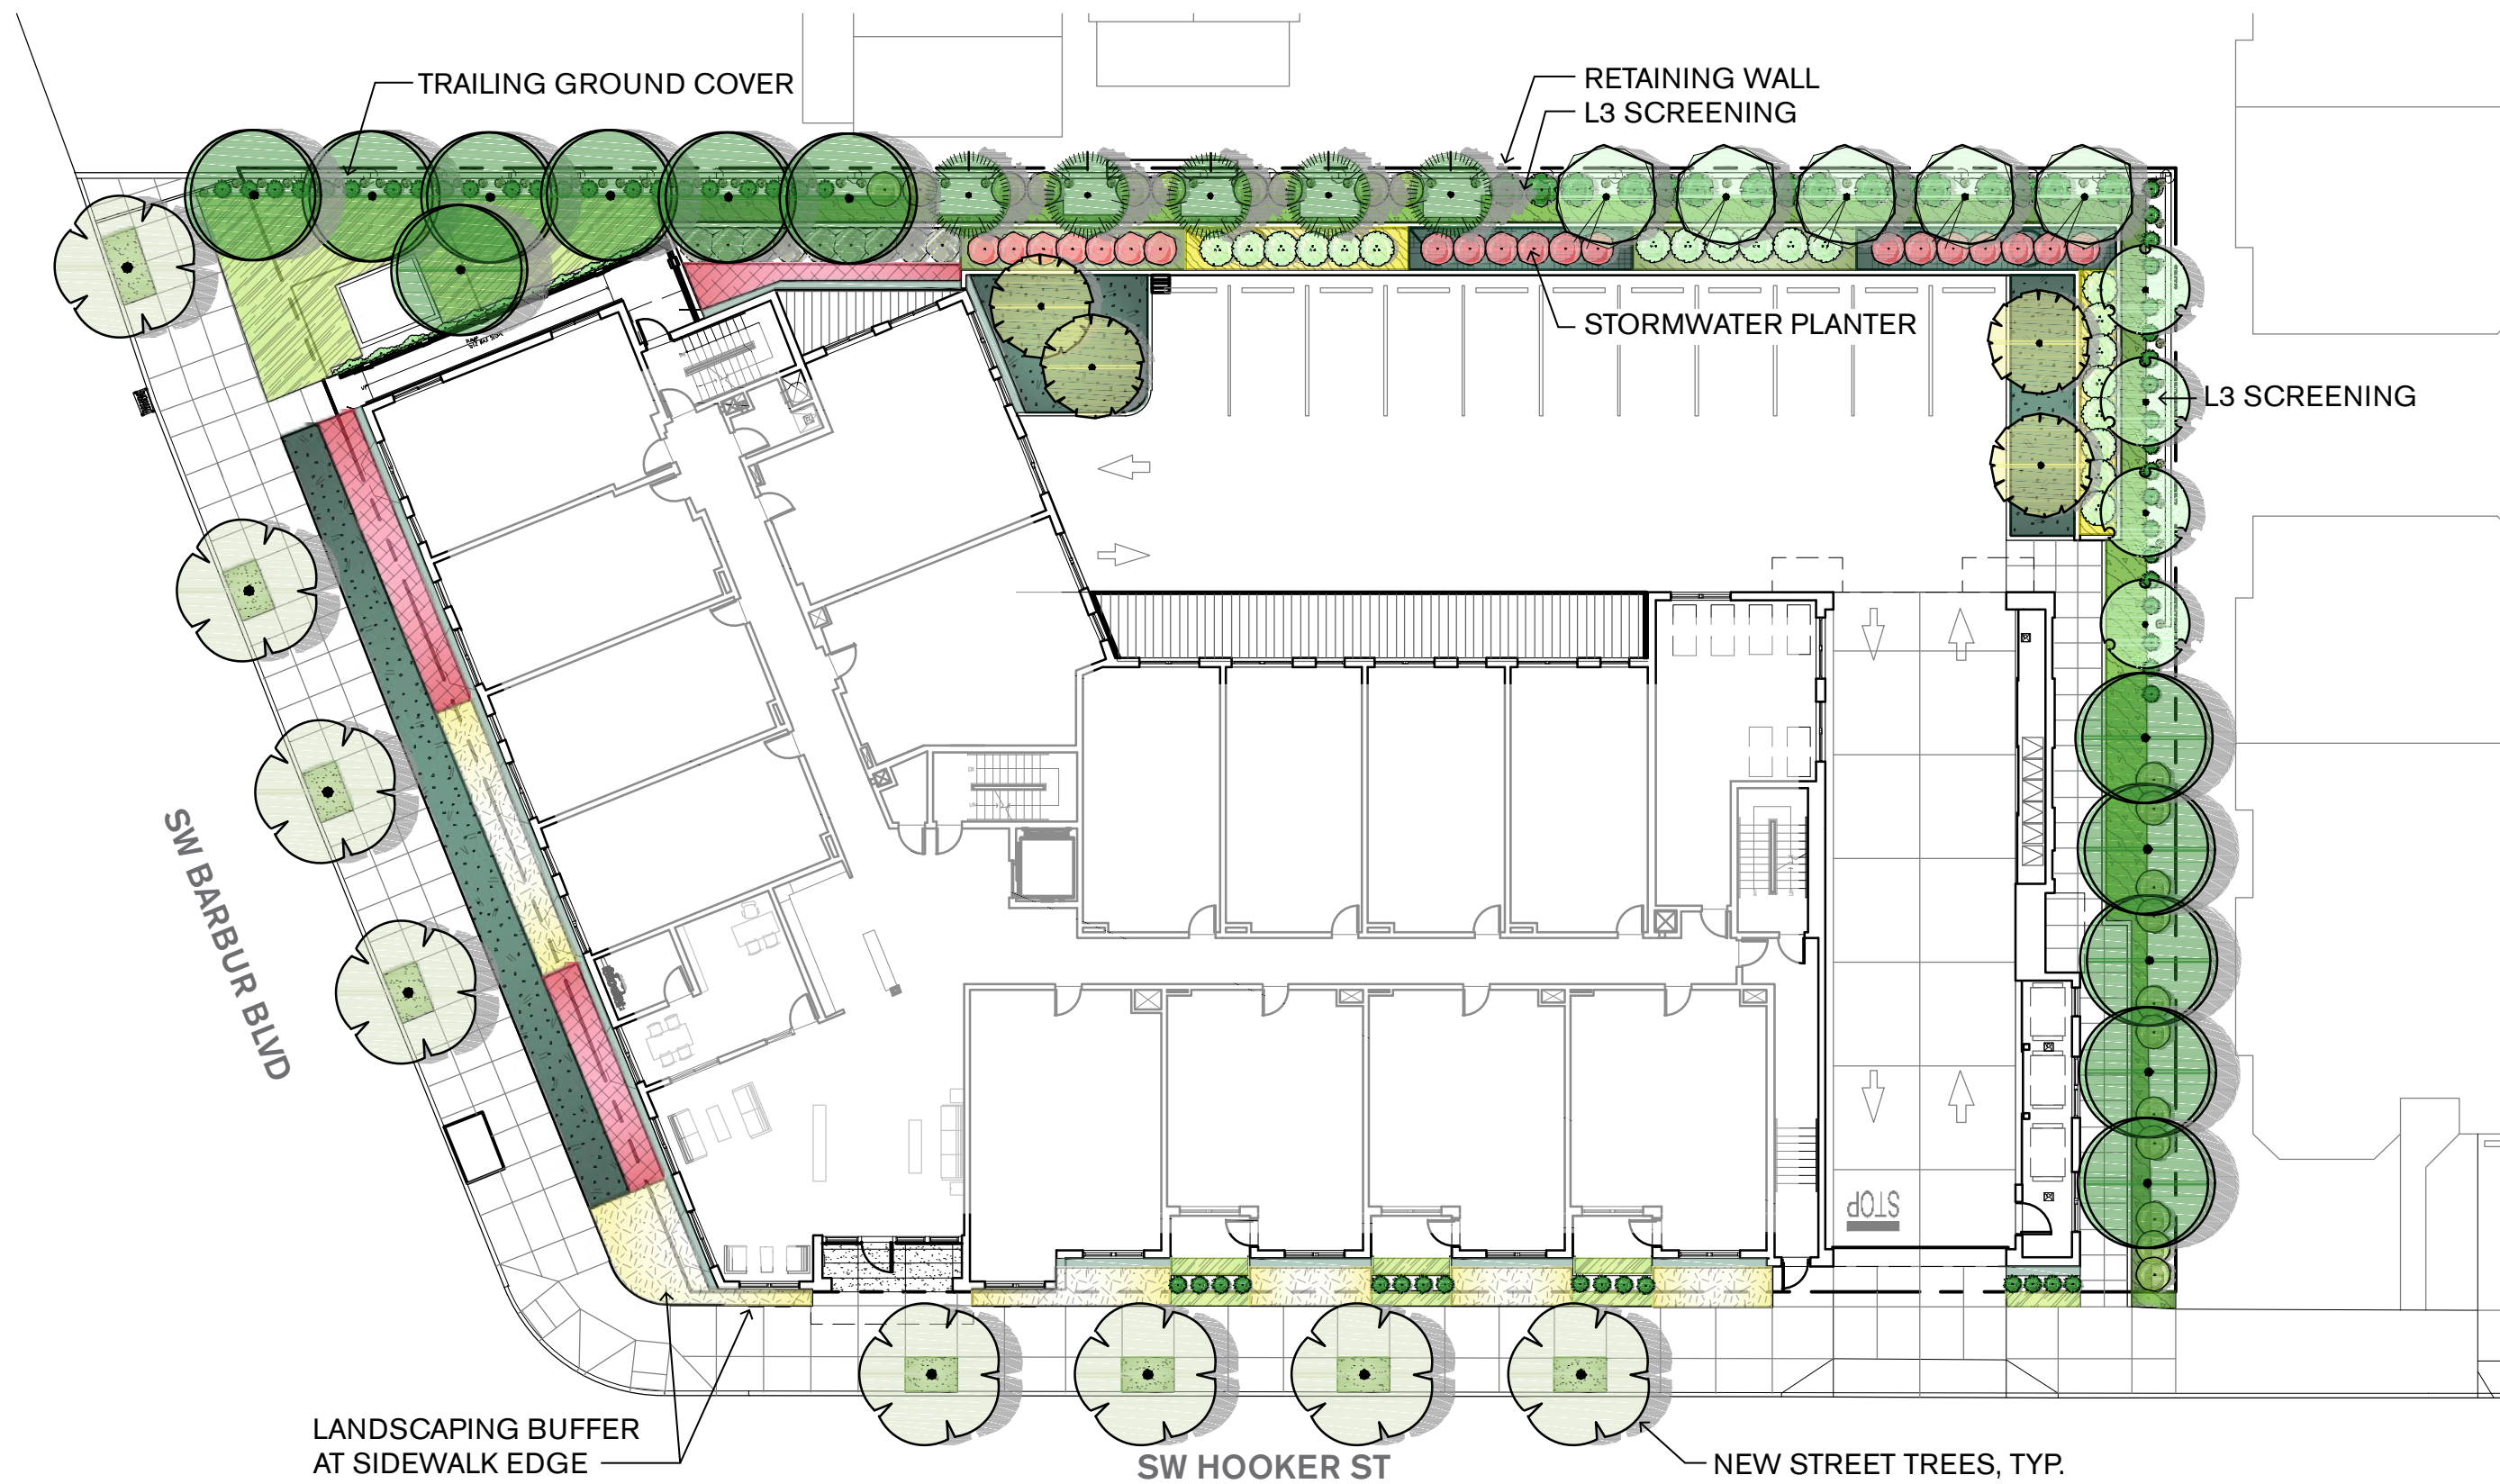 TRAILING GROUND COVER
RETAINING WALL
L3 SCREENING
STORMWATER PLANTER
L3 SCREENING
SW BARBUR BLVD
STOP
LANDSCAPING BUFFER
AT SIDEWALK EDGE
SW HOOKER ST
NEW STREET TREES, TYP.